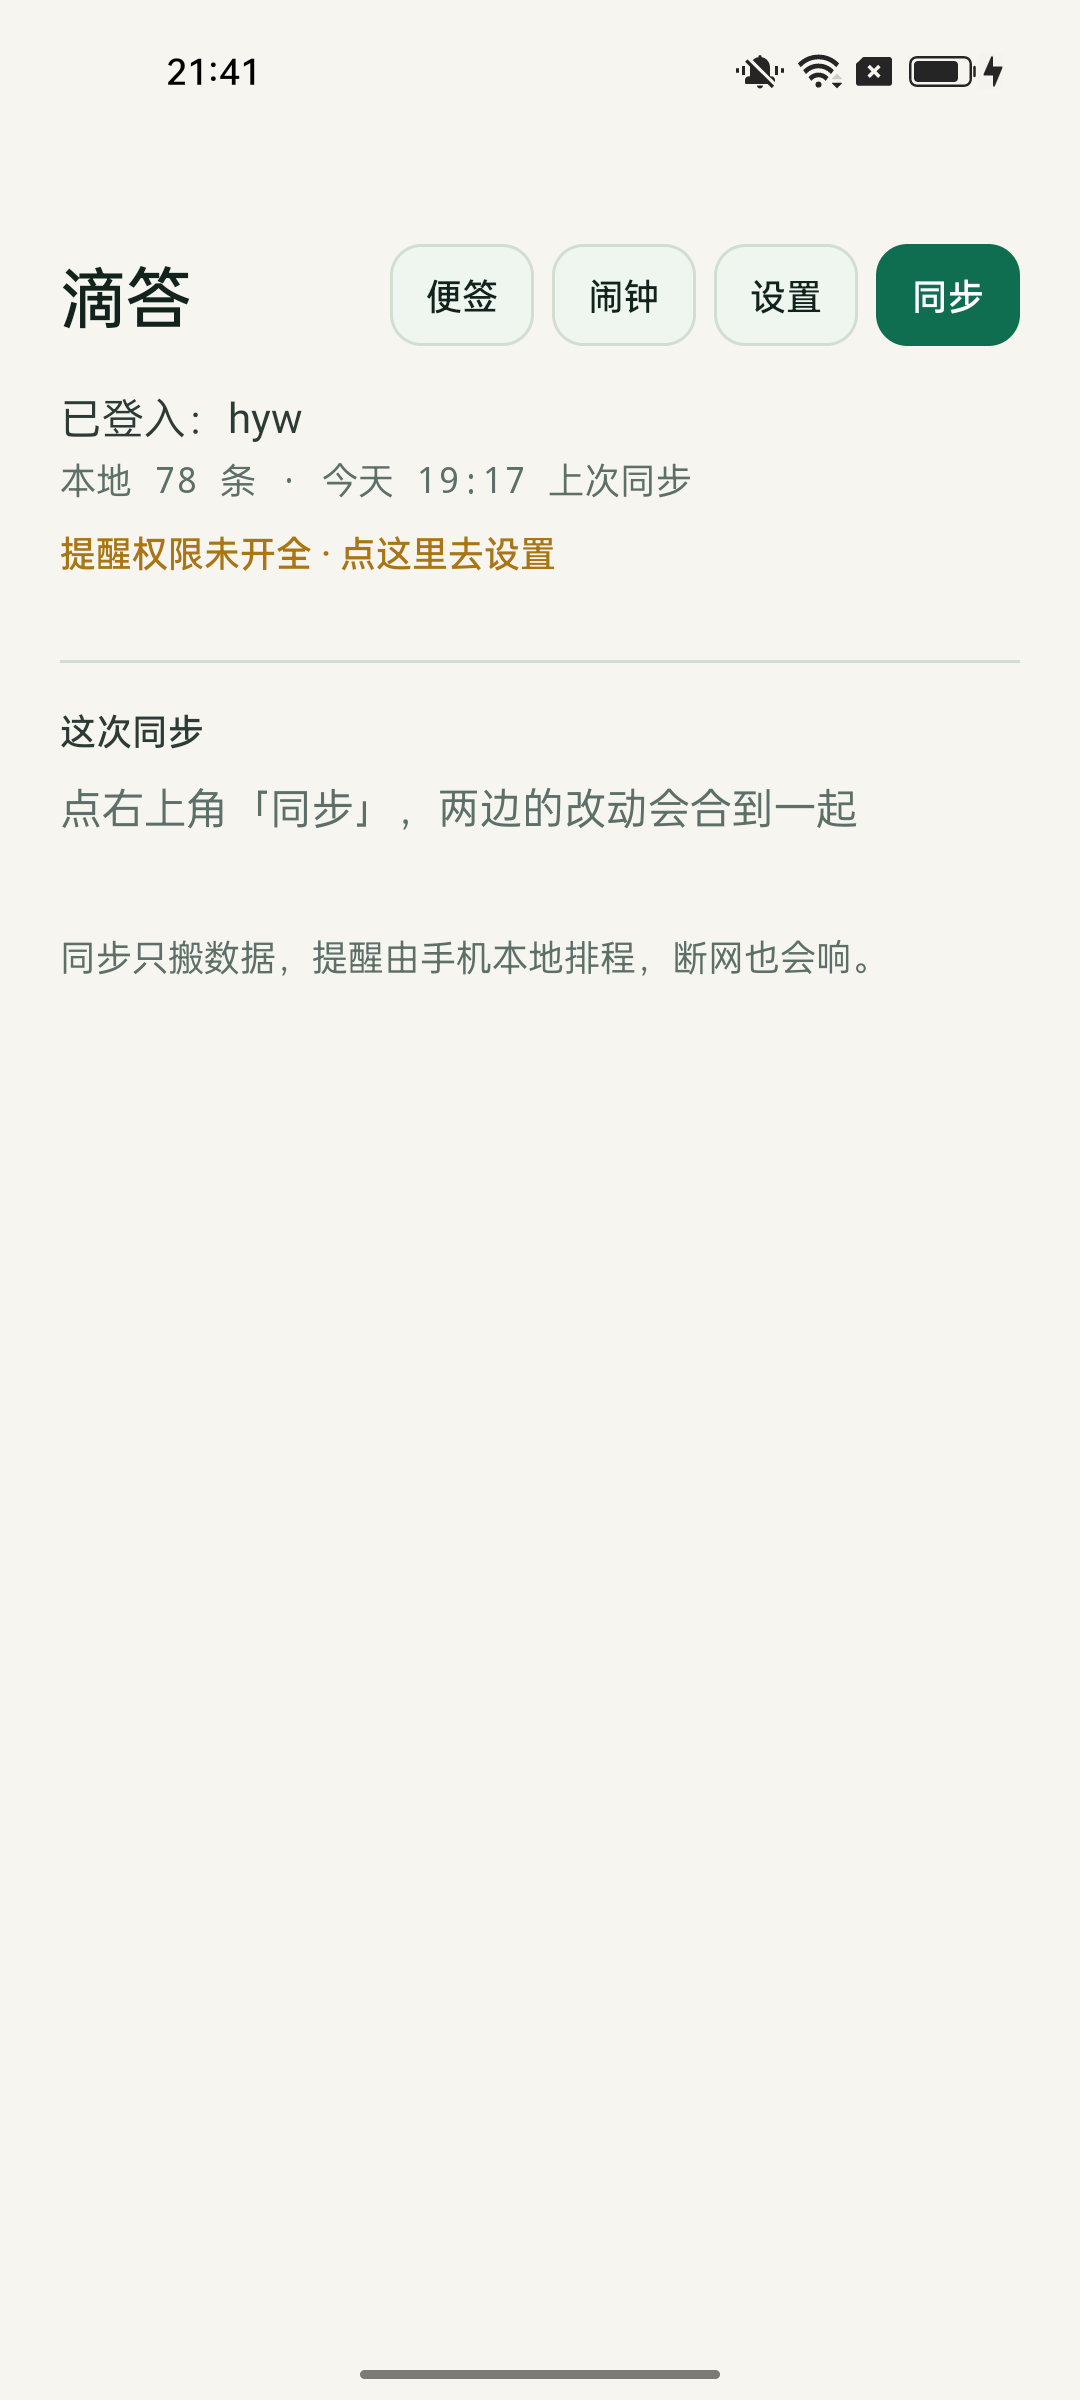 21:41
滴答 便签 闹钟 设置 同步
已登入：hyw
本地 78 条 · 今天 19:17 上次同步
提醒权限未开全 · 点这里去设置
这次同步
点右上角「同步」，两边的改动会合到一起
同步只搬数据，提醒由手机本地排程，断网也会响。